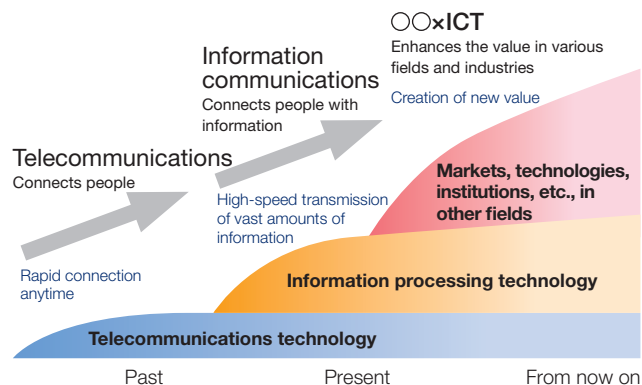 ○○×ICT
Enhances the value in various
fields and industries
Creation of new value
Information
communications
Connects people with
information
Telecommunications
Connects people
High-speed transmission
of vast amounts of
information
Rapid connection
anytime
Markets, technologies,
institutions, etc., in
other fields
Information processing technology
Telecommunications technology
Past
Present
From now on